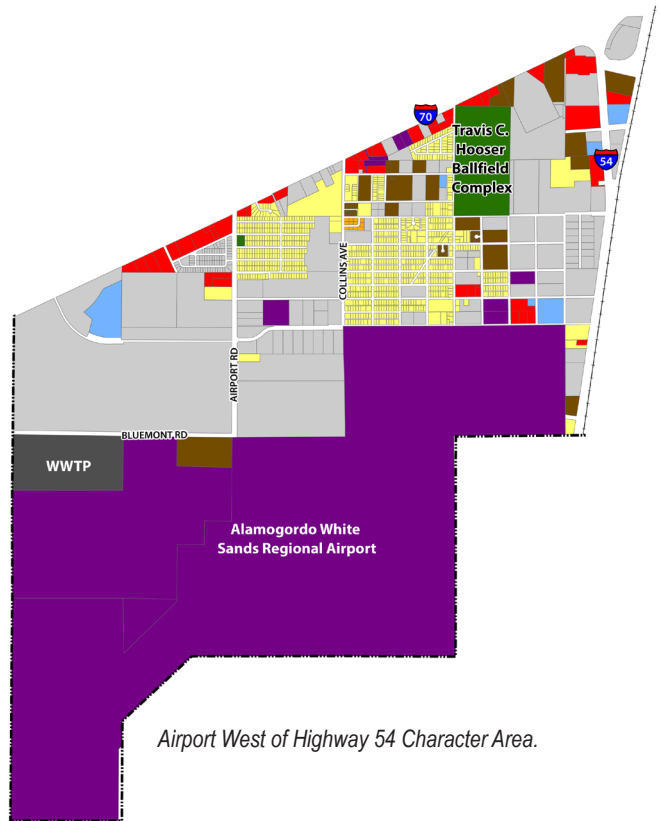 70
Travis C.
Hooser
Ballfield
Complex
54
COLLINS AVE
AIRPORT RD
BLUEMONT RD
WWTP
Alamogordo White
Sands Regional Airport
Airport West of Highway 54 Character Area.